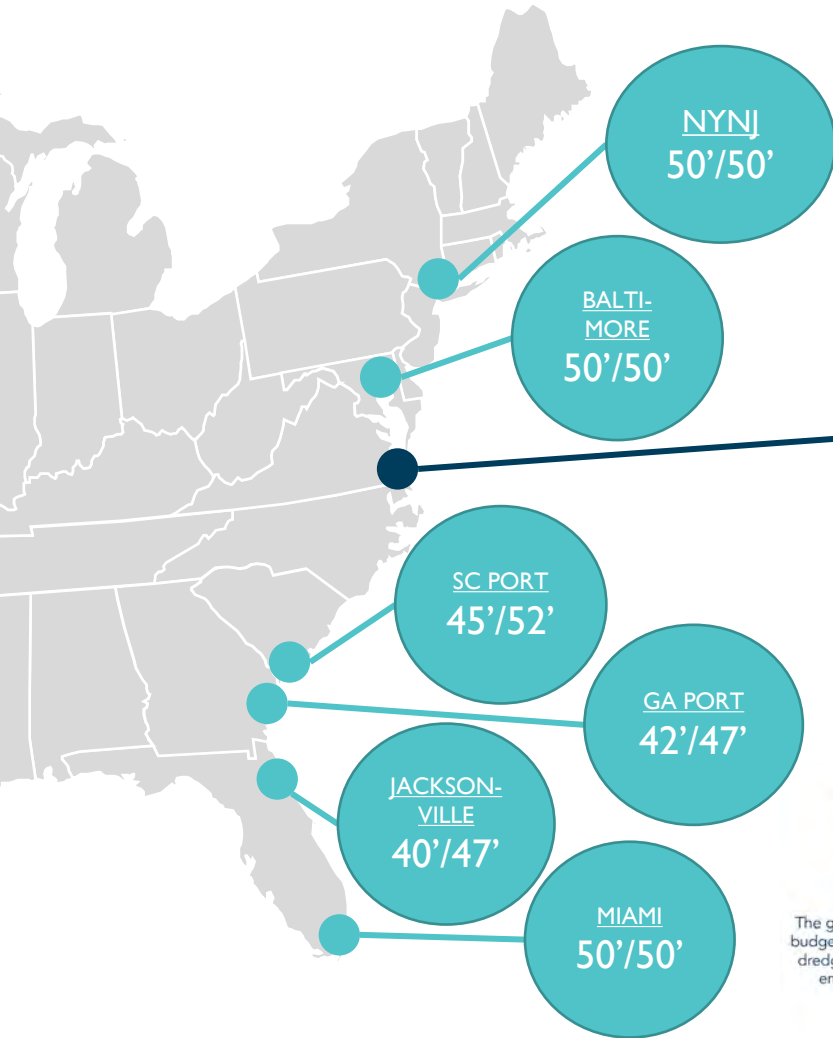 NYNJ
50’/50’
BALTI-
MORE
50’/50’
SC PORT
45’/52’
GA PORT
42’/47’
JACKSON-
VILLE
40’/47’
MIAMI
50’/50’
The